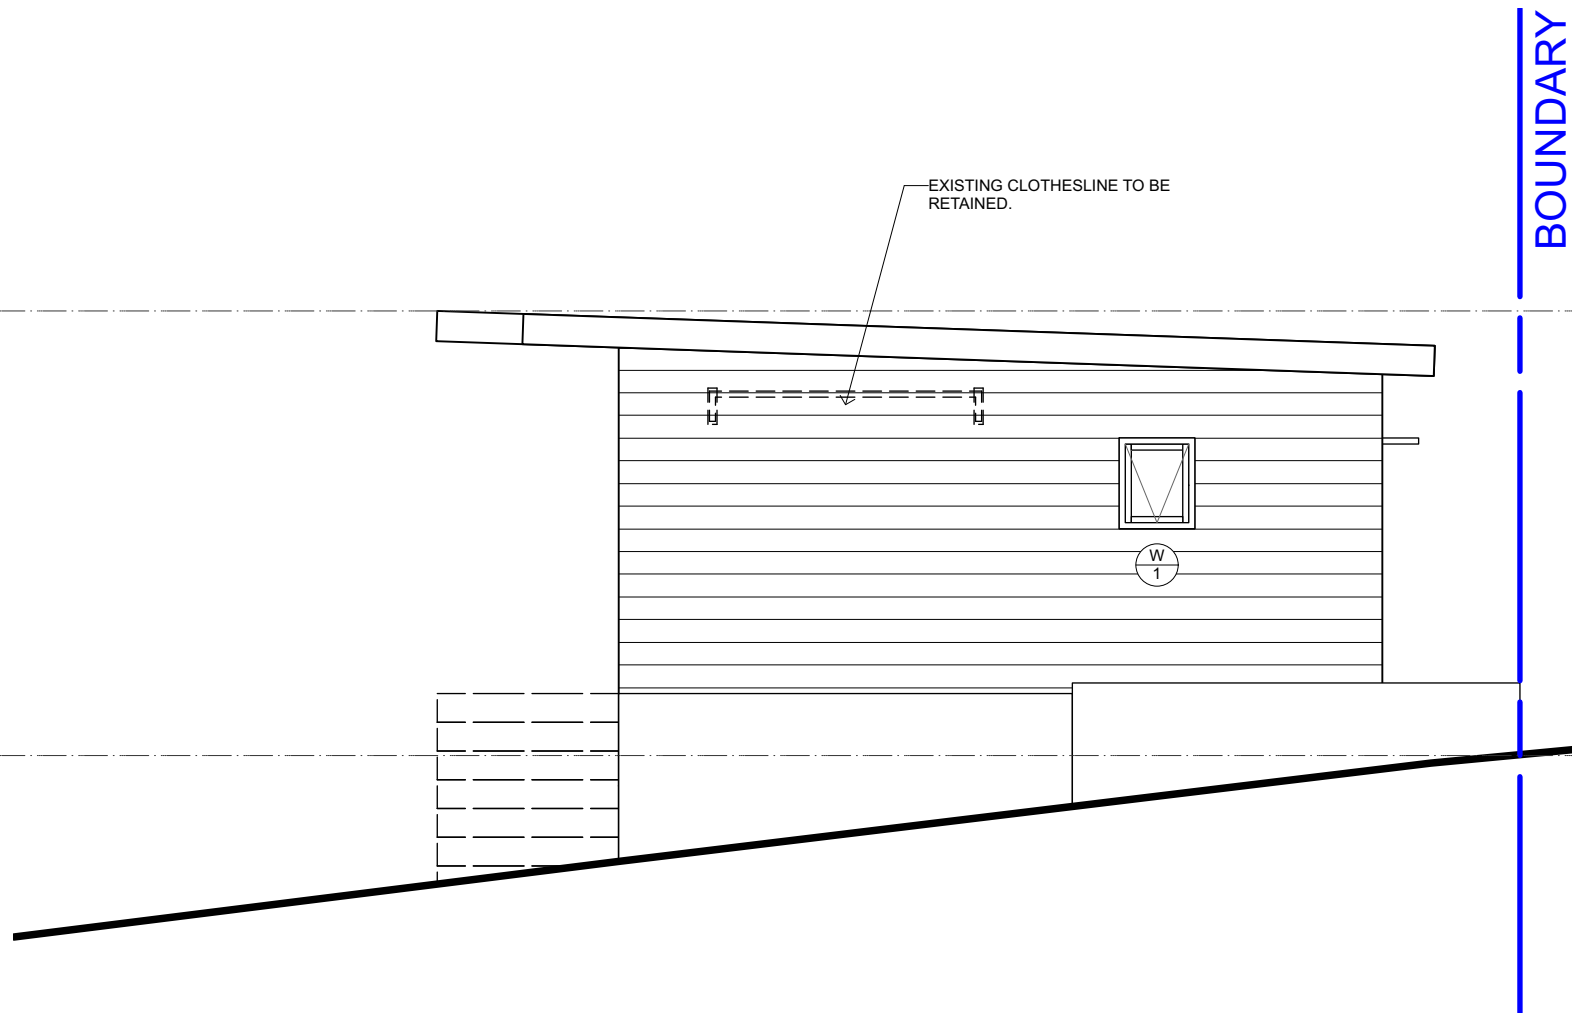 BOUNDARY
EXISTING CLOTHESLINE TO BE
RETAINED.
W
1